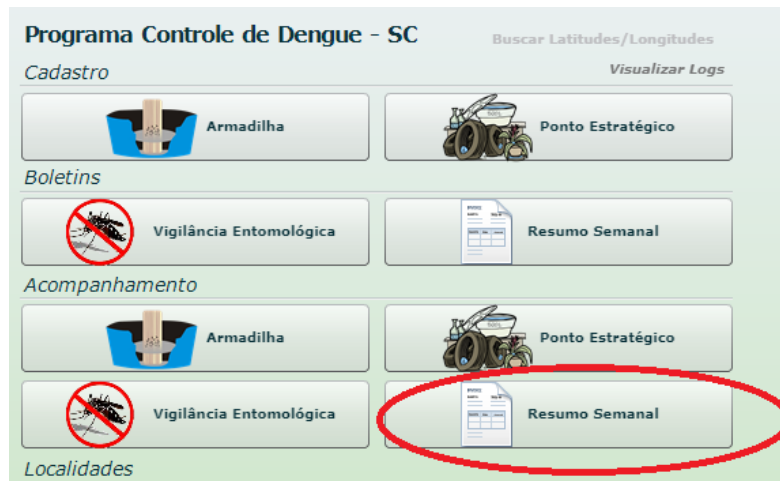 Programa Controle de Dengue - SC
Buscar Latitudes/Longitudes
Cadastro
Visualizar Logs
Armadilha
Ponto Estratégico
Boletins
Vigilância Entomológica
Resumo Semanal
Acompanhamento
Armadilha
Ponto Estratégico
Vigilância Entomológica
Resumo Semanal
Localidades